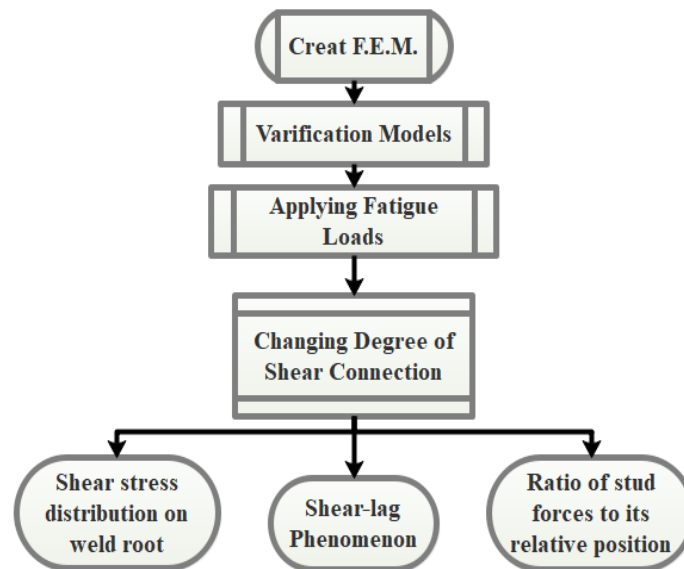 Creat F.E.M.
Varification Models
Applying Fatigue
Loads
Changing Degree of
Shear Connection
Shear stress
distribution on
weld root
Shear-lag
Phenomenon
Ratio of stud
forces to its
relative position